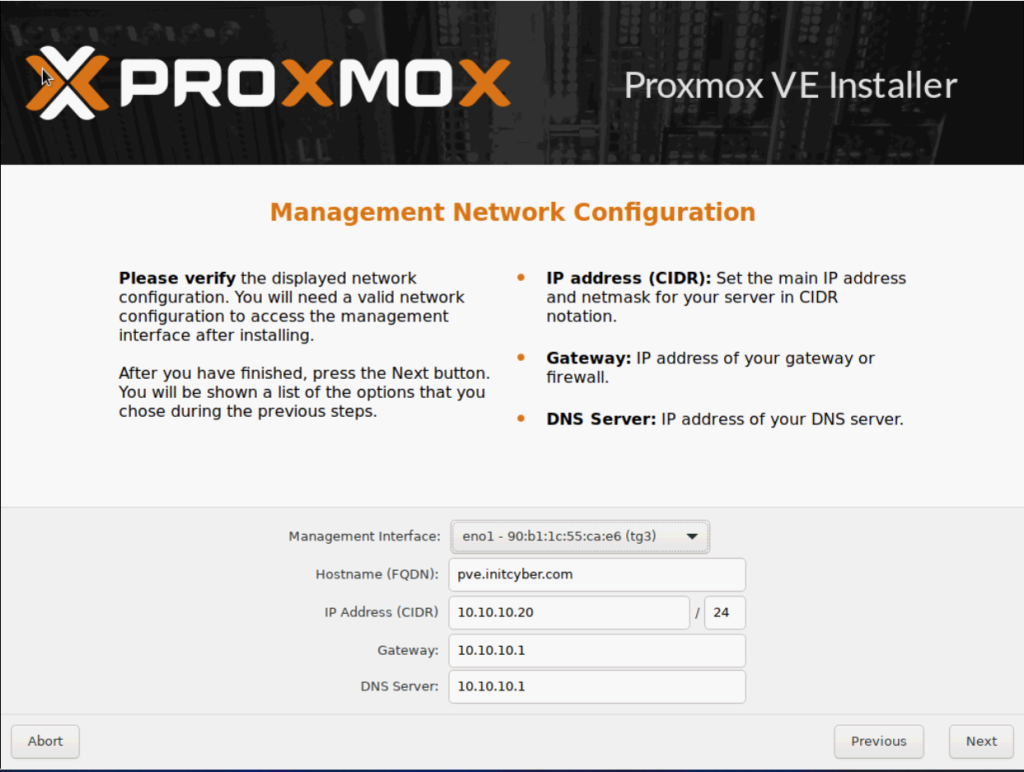 PROXMOX
Proxmox VE Installer
Management Network Configuration
Please verify the displayed network
configuration. You will need a valid network
configuration to access the management
interface after installing.
After you have finished, press the Next button.
You will be shown a list of the options that you
chose during the previous steps.
IP address (CIDR): Set the main IP address
and netmask for your server in CIDR
notation.
Gateway: IP address of your gateway or
firewall.
DNS Server: IP address of your DNS server.
Management Interface: eno1 - 90:b1:1c:55:ca:e6 (tg3)
Hostname (FQDN): pve.initcyber.com
IP Address (CIDR) 10.10.10.20 / 24
Gateway: 10.10.10.1
DNS Server: 10.10.10.1
Abort Previous Next